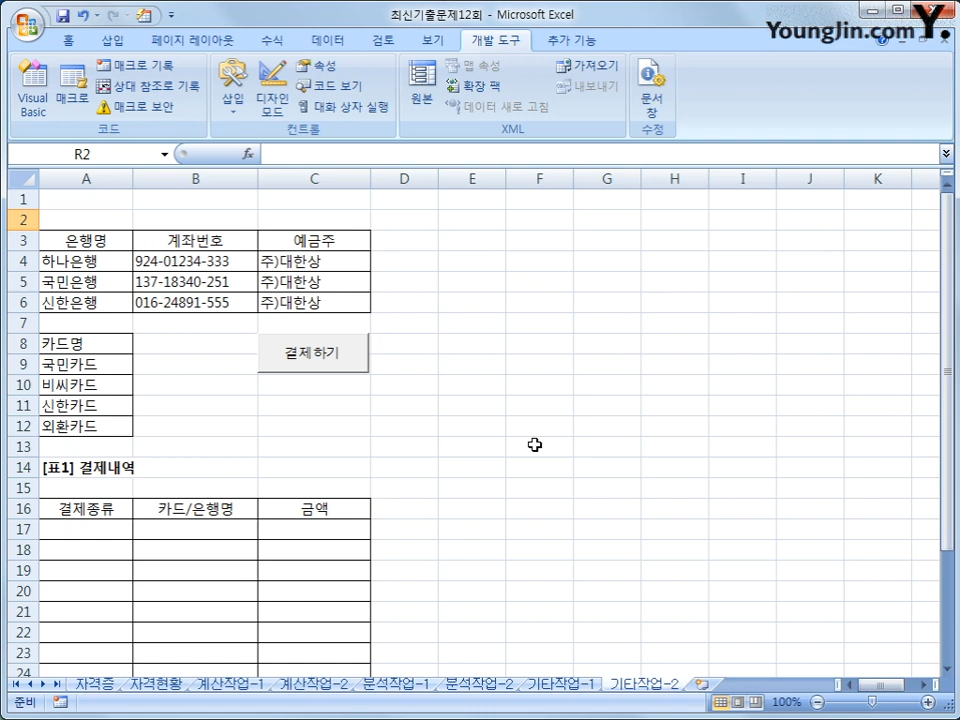 최신기출문제12회 - Microsoft Excel
YoungJin.com Y.
홈 삽입 페이지 레이아웃 수식 데이터 검토 보기 개발 도구 추가 기능
Visual Basic
매크로
매크로 기록
상대 참조로 기록
매크로 보안
코드
삽입
디자인 모드
속성
코드 보기
대화 상자 실행
컨트롤
원본
맵 속성
확장 팩
데이터 새로 고침
가져오기
내보내기
XML
문서 창
수정
R2 fx
A B C D E F G H I J K
1
2
3 은행명 계좌번호 예금주
4 하나은행 924-01234-333 주)대한상
5 국민은행 137-18340-251 주)대한상
6 신한은행 016-24891-555 주)대한상
7
8 카드명
결제하기
9 국민카드
10 비씨카드
11 신한카드
12 외환카드
13
14 [표1] 결제내역
15
16 결제종류 카드/은행명 금액
17
18
19
20
21
22
23
24
자격증 자격현황 계산작업-1 계산작업-2 분석작업-1 분석작업-2 기타작업-1 기타작업-2
준비 100%